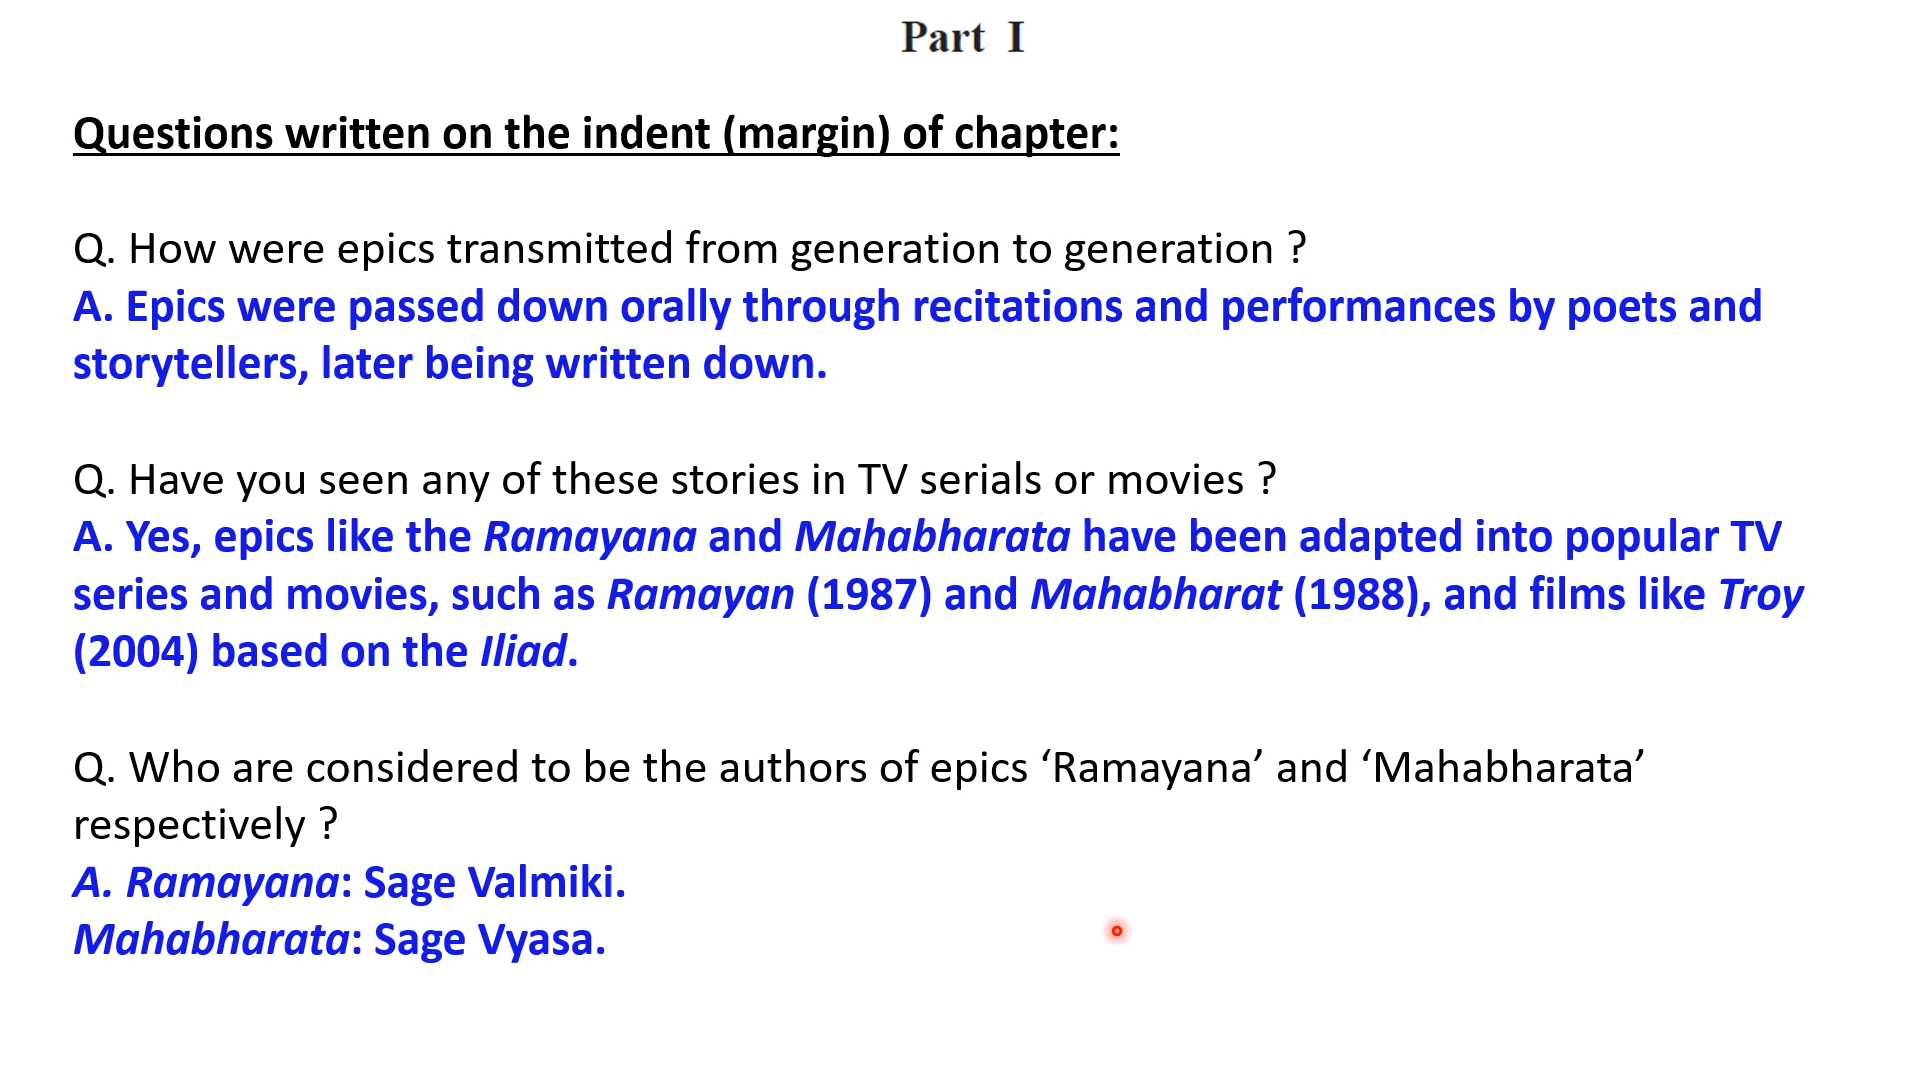 Part I
Questions written on the indent (margin) of chapter:
Q. How were epics transmitted from generation to generation ?
A. Epics were passed down orally through recitations and performances by poets and
storytellers, later being written down.
Q. Have you seen any of these stories in TV serials or movies ?
A. Yes, epics like the Ramayana and Mahabharata have been adapted into popular TV
series and movies, such as Ramayan (1987) and Mahabharat (1988), and films like Troy
(2004) based on the Iliad.
Q. Who are considered to be the authors of epics ‘Ramayana’ and ‘Mahabharata’
respectively ?
A. Ramayana: Sage Valmiki.
Mahabharata: Sage Vyasa.